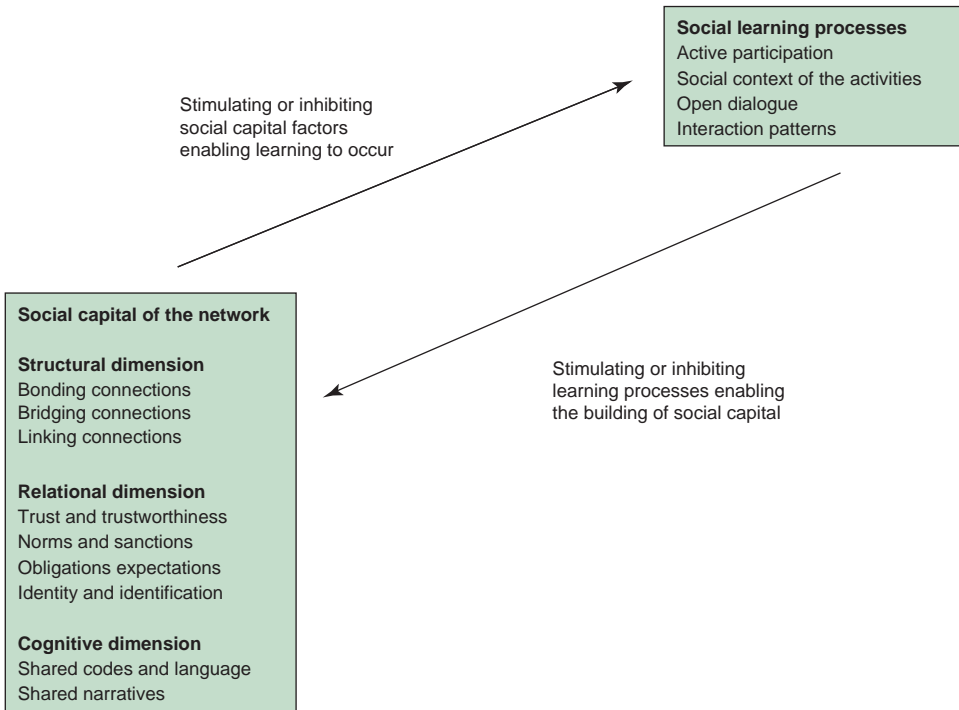 Social learning processes
Active participation
Social context of the activities
Open dialogue
Interaction patterns
Stimulating or inhibiting
social capital factors
enabling learning to occur
Social capital of the network
Structural dimension
Bonding connections
Bridging connections
Linking connections
Relational dimension
Trust and trustworthiness
Norms and sanctions
Obligations expectations
Identity and identification
Cognitive dimension
Shared codes and language
Shared narratives
Stimulating or inhibiting
learning processes enabling
the building of social capital